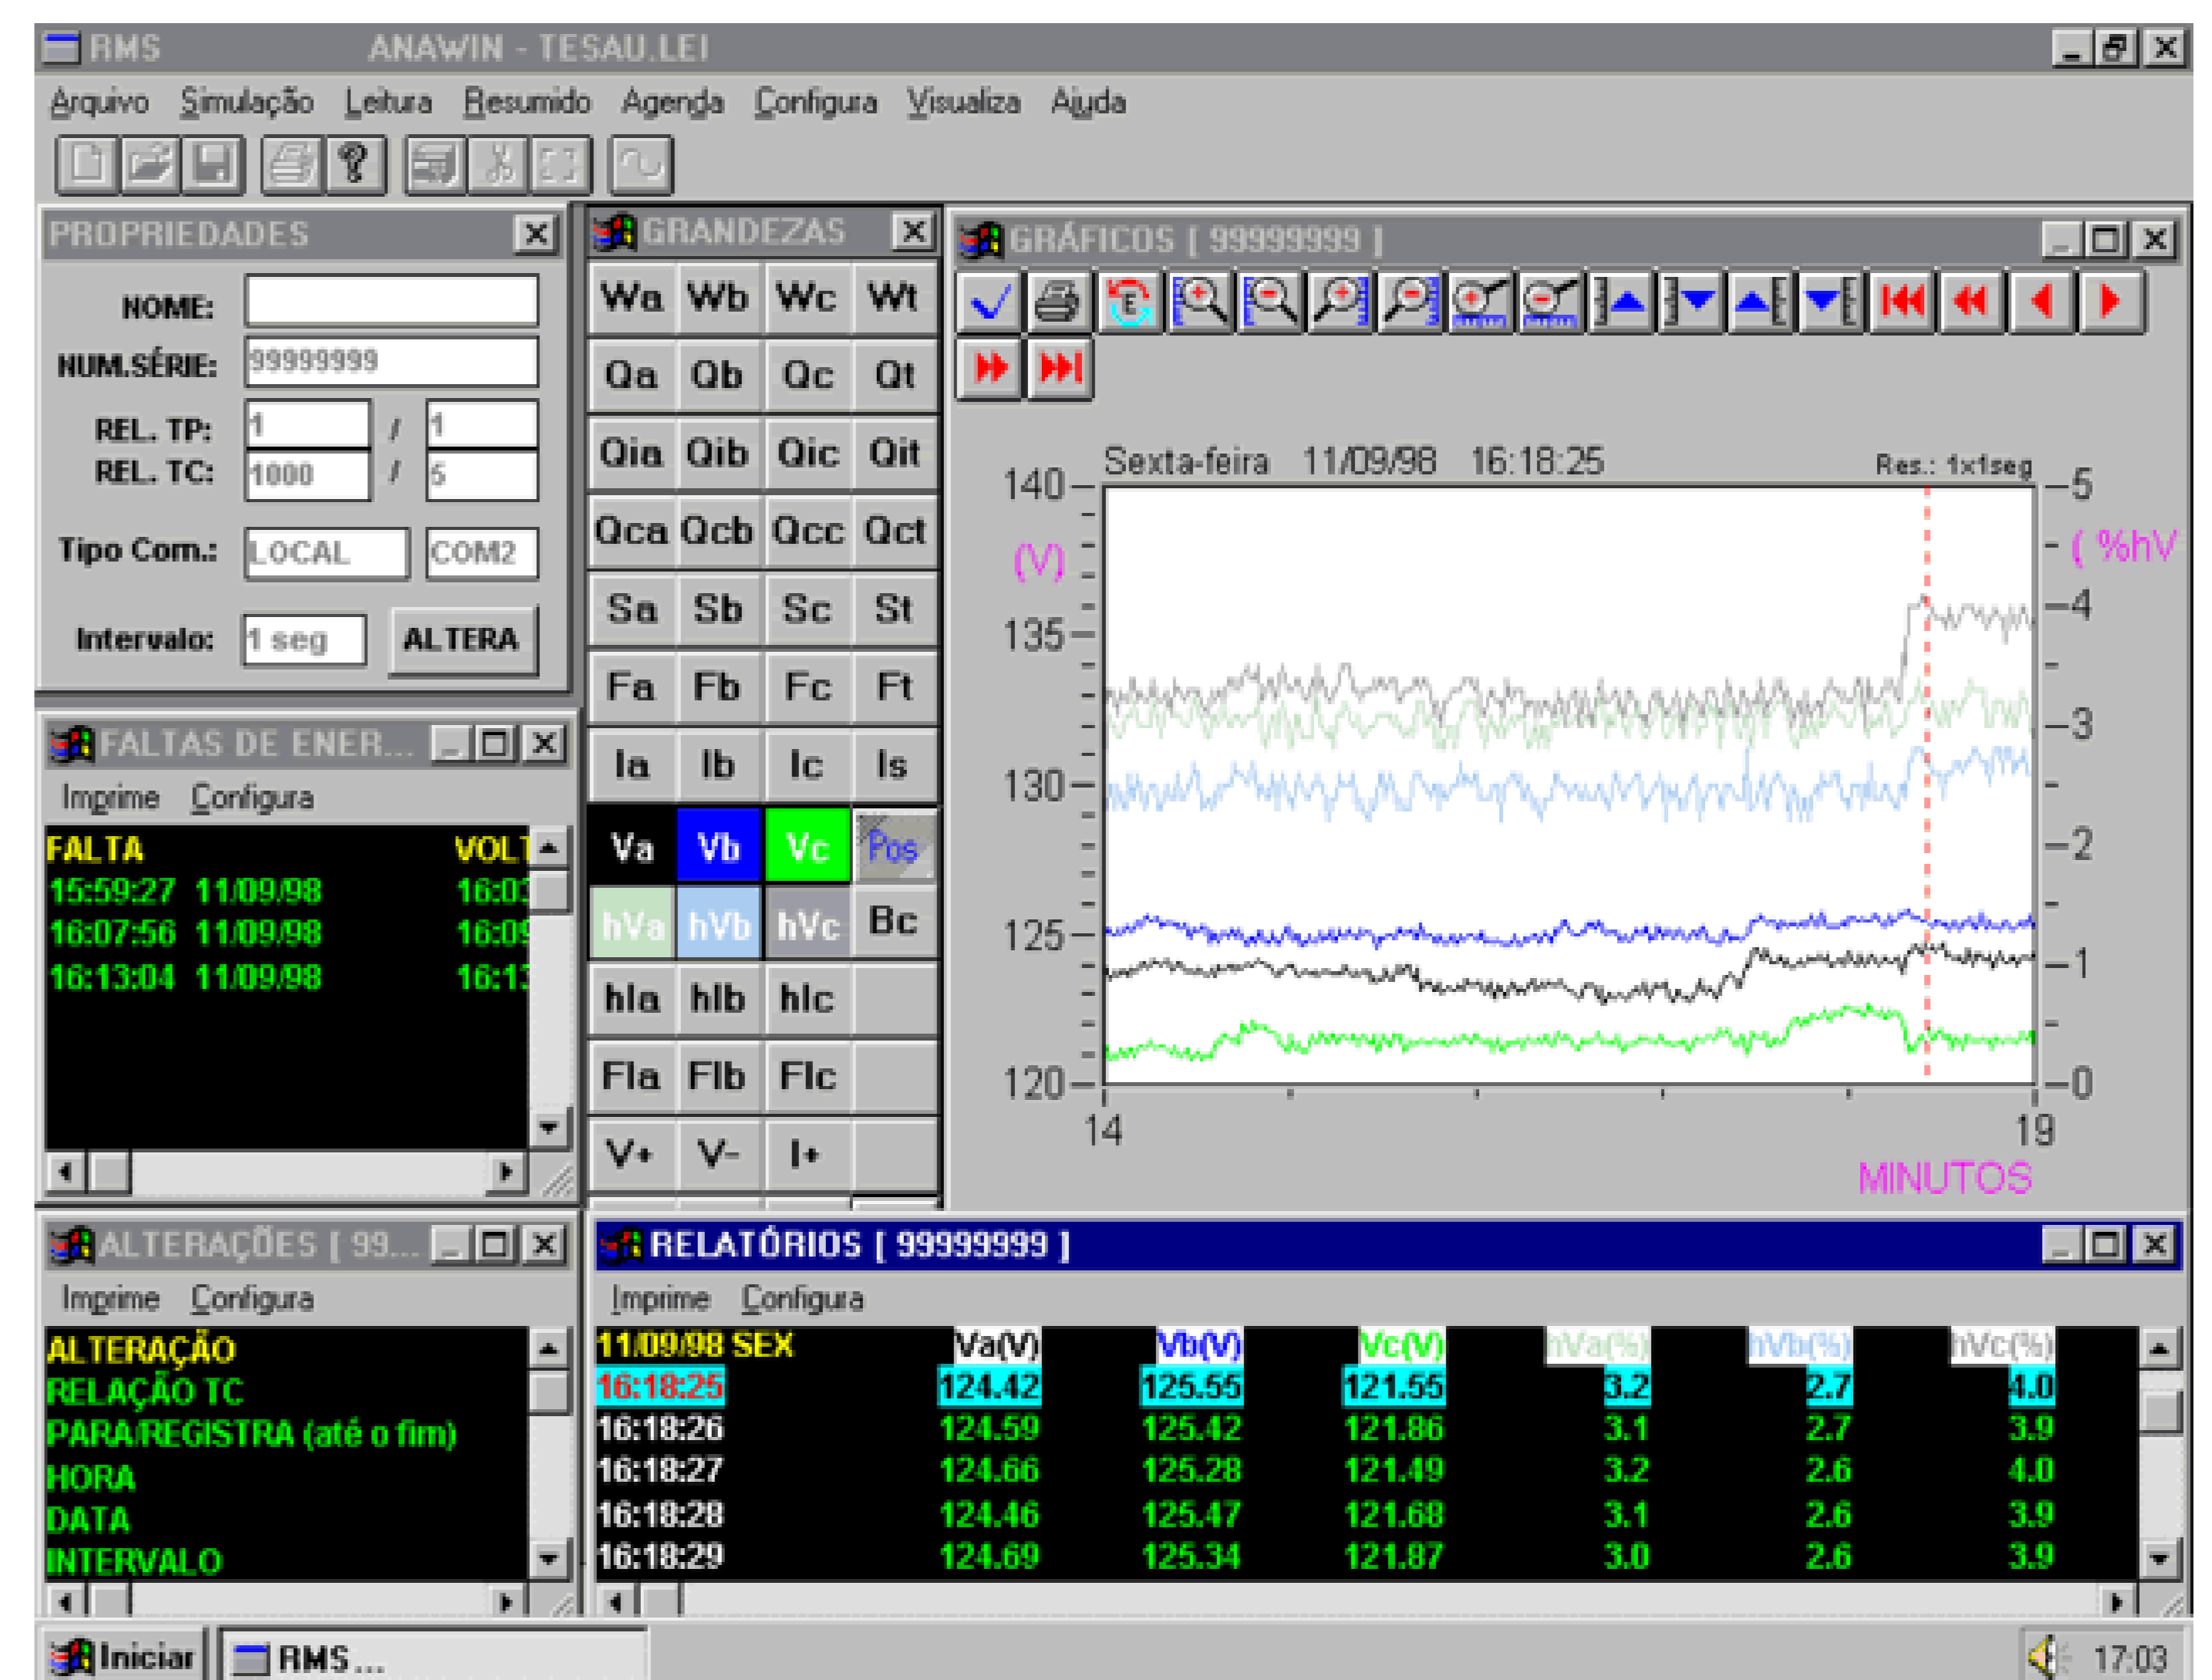 RMS ANAWIN - TESAU.LEI
Arquivo Simulação Leitura Resumido Agenda Configura Visualiza Ajuda
PROPRIEDADES
NOME:
NUM.SÉRIE: 99999999
REL. TP: 1 / 1
REL. TC: 1000 / 5
Tipo Com.: LOCAL COM2
Intervalo: 1 seg ALTERA
FALTAS DE ENER...
Imprime Configura
FALTA VOLT
15:59:27 11/09/98 16:03
16:07:56 11/09/98 16:09
16:13:04 11/09/98 16:13
GRANDEZAS
Wa Wb Wc Wt
Qa Qb Qc Qt
Qia Qib Qic Qit
Qca Qcb Qcc Qct
Sa Sb Sc St
Fa Fb Fc Ft
Ia Ib Ic Is
Va Vb Vc Pos
hVa hVb hVc Bc
hIa hIb hIc
FIa FIb FIc
V+ V- I+
GRÁFICOS [ 99999999 ]
E
Sexta-feira 11/09/98 16:18:25 Res.: 1x1seg
140 5
(V) ( %hV
4
135
3
130
2
125
1
120 0
14 19
MINUTOS
ALTERAÇÕES [ 99...
Imprime Configura
ALTERAÇÃO
RELAÇÃO TC
PARA/REGISTRA (até o fim)
HORA
DATA
INTERVALO
RELATÓRIOS [ 99999999 ]
Imprime Configura
11/09/98 SEX Va(V) Vb(V) Vc(V) hVa(%) hVb(%) hVc(%)
16:18:25 124.42 125.55 121.55 3.2 2.7 4.0
16:18:26 124.59 125.42 121.86 3.1 2.7 3.9
16:18:27 124.66 125.28 121.49 3.2 2.6 4.0
16:18:28 124.46 125.47 121.68 3.1 2.6 3.9
16:18:29 124.69 125.34 121.87 3.0 2.6 3.9
Iniciar RMS... 17:03